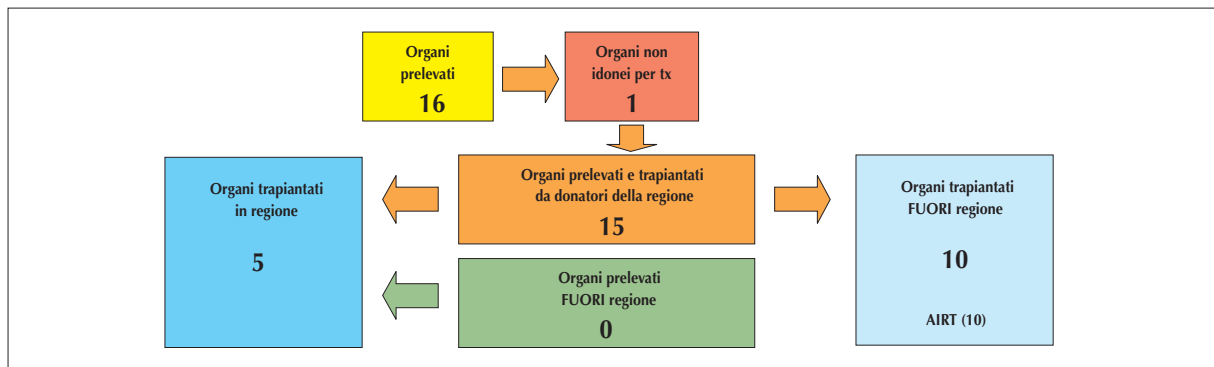 Organi
prelevati
16
Organi non
idonei per tx
1
Organi trapiantati
in regione
5
Organi prelevati e trapiantati
da donatori della regione
15
Organi prelevati
FUORI regione
0
Organi trapiantati
FUORI regione
10
AIRT (10)